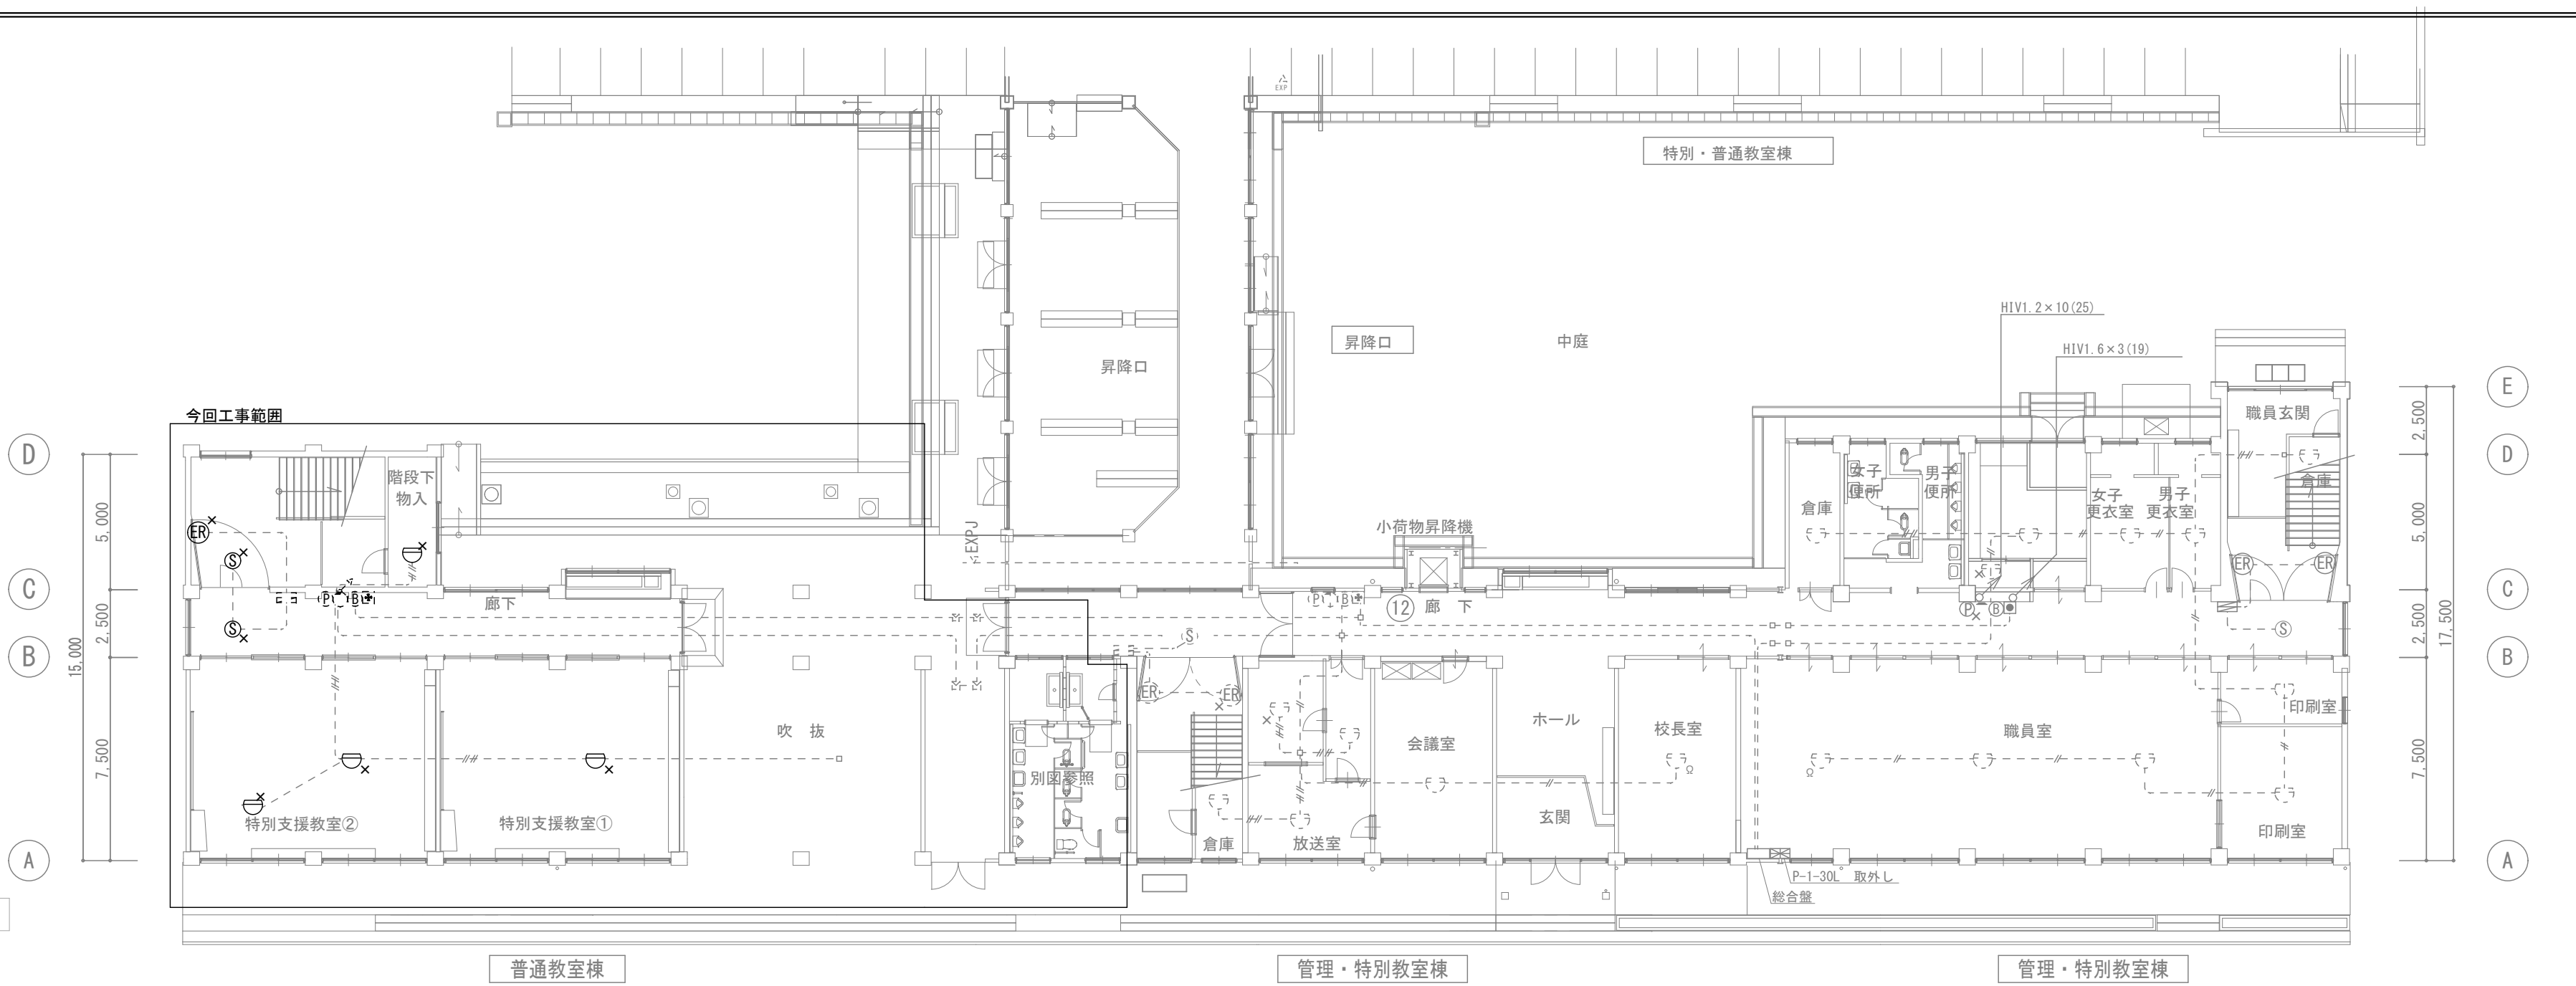 EXP
特別・普通教室棟
HIV1.2×10(25)
昇降口
中庭
HIV1.6×3(19)
昇降口
E
今回工事範囲
職員玄関
2,500
D
階段下
物入
女子
便所
男子
便所
倉庫
D
5,000
ER
EXPJ
小荷物昇降機
倉庫
女子
更衣室
男子
更衣室
5,000
S
ER
ER
C
P
B
廊下
P
B
12
廊 下
P
B
C
15,000
2,500
S
S
S
2,500
17,500
B
B
ER
ER
印刷室
7,500
吹 抜
ホール
校長室
職員室
会議室
7,500
別図参照
特別支援教室②
特別支援教室①
玄関
印刷室
倉庫
放送室
A
A
P-1-30L 取外し
総合盤
普通教室棟
管理・特別教室棟
管理・特別教室棟